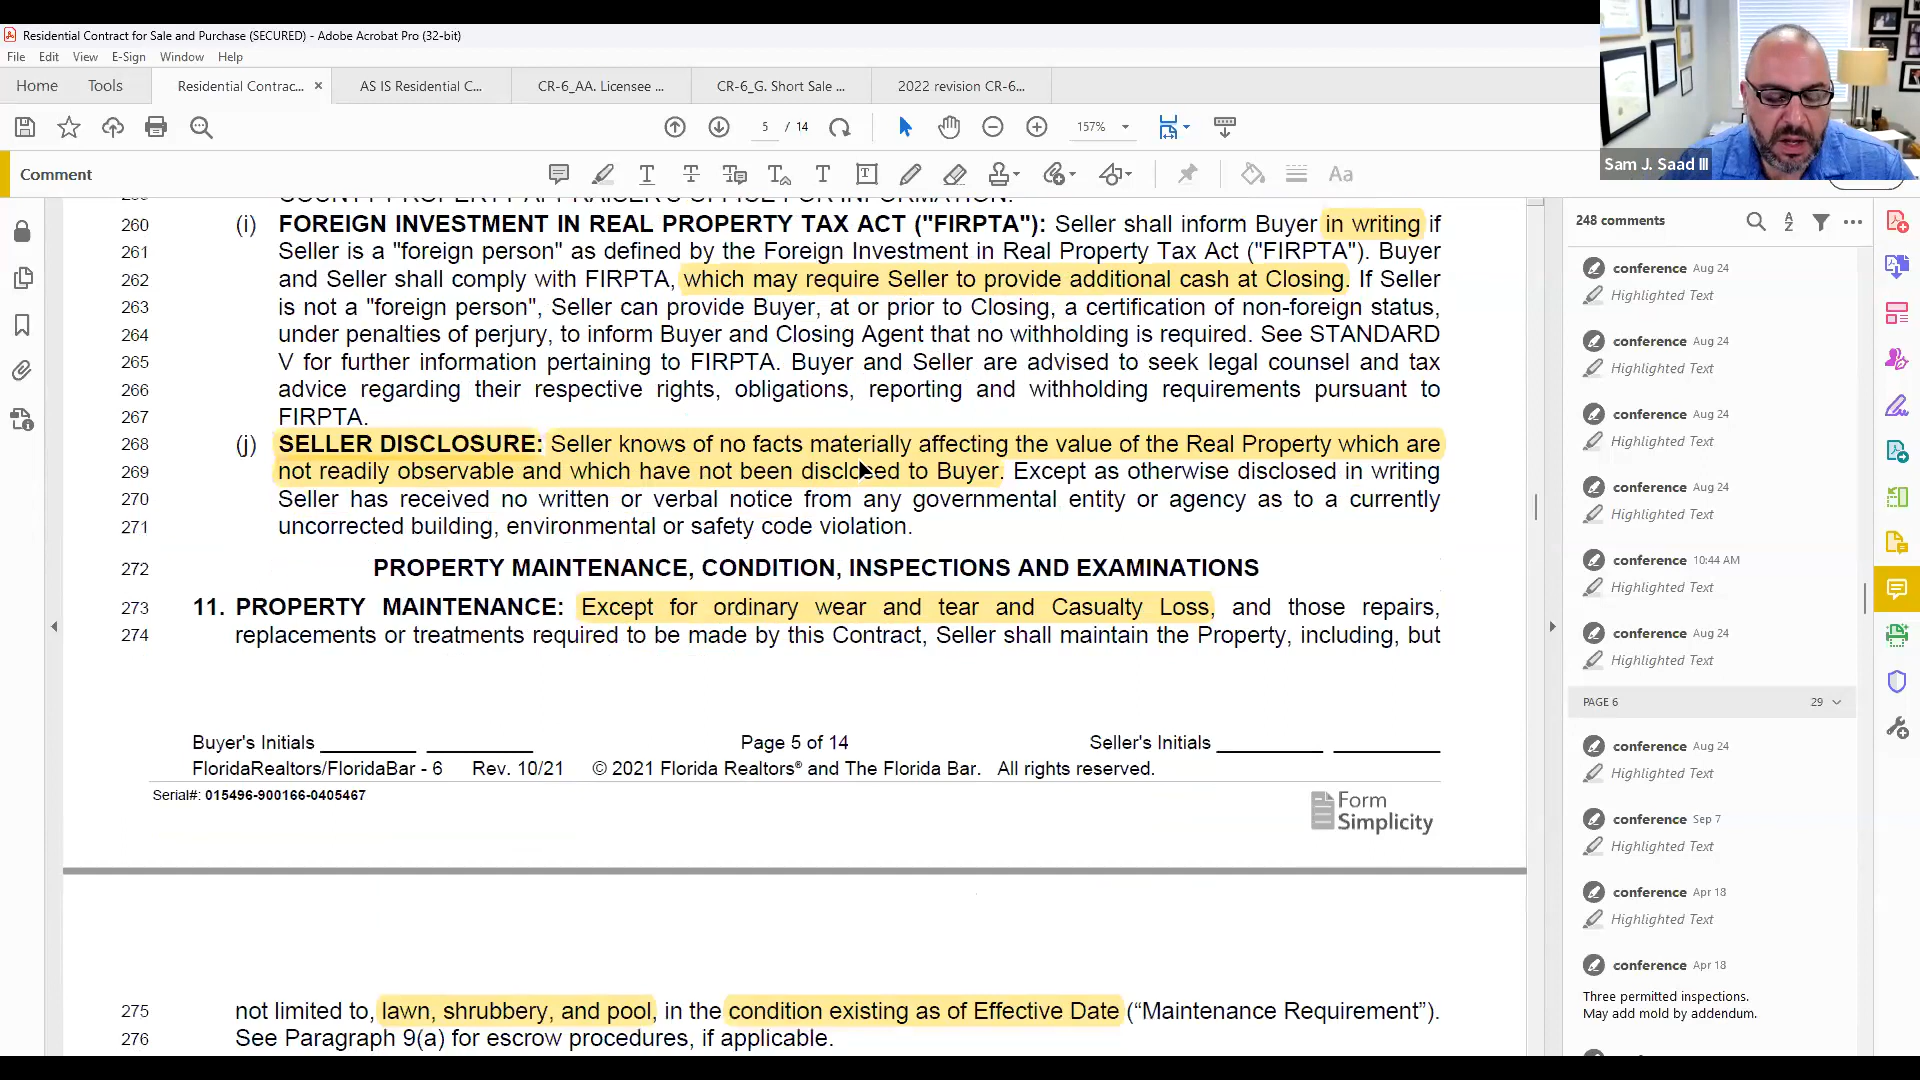 Residential Contract for Sale and Purchase (SECURED) - Adobe Acrobat Pro (32-bit)
File Edit View E-Sign Window Help
Home Tools Residential Contrac... × AS IS Residential C... CR-6_AA. Licensee ... CR-6_G. Short Sale ... 2022 revision CR-6...
5 / 14 157%
Comment
Aa
Sam J. Saad III
COUNTY PROPERTY APPRAISER'S OFFICE FOR INFORMATION.
260 (i) FOREIGN INVESTMENT IN REAL PROPERTY TAX ACT ("FIRPTA"): Seller shall inform Buyer in writing if
261 Seller is a "foreign person" as defined by the Foreign Investment in Real Property Tax Act ("FIRPTA"). Buyer
262 and Seller shall comply with FIRPTA, which may require Seller to provide additional cash at Closing. If Seller
263 is not a "foreign person", Seller can provide Buyer, at or prior to Closing, a certification of non-foreign status,
264 under penalties of perjury, to inform Buyer and Closing Agent that no withholding is required. See STANDARD
265 V for further information pertaining to FIRPTA. Buyer and Seller are advised to seek legal counsel and tax
266 advice regarding their respective rights, obligations, reporting and withholding requirements pursuant to
267 FIRPTA.
268 (j) SELLER DISCLOSURE: Seller knows of no facts materially affecting the value of the Real Property which are
269 not readily observable and which have not been disclosed to Buyer. Except as otherwise disclosed in writing
270 Seller has received no written or verbal notice from any governmental entity or agency as to a currently
271 uncorrected building, environmental or safety code violation.
272 PROPERTY MAINTENANCE, CONDITION, INSPECTIONS AND EXAMINATIONS
273 11. PROPERTY MAINTENANCE: Except for ordinary wear and tear and Casualty Loss, and those repairs,
274 replacements or treatments required to be made by this Contract, Seller shall maintain the Property, including, but
Buyer's Initials ________ ________ Page 5 of 14 Seller's Initials ________ ________
FloridaRealtors/FloridaBar - 6 Rev. 10/21 © 2021 Florida Realtors® and The Florida Bar. All rights reserved.
Serial#: 015496-900166-0405467
Form
Simplicity
275 not limited to, lawn, shrubbery, and pool, in the condition existing as of Effective Date (“Maintenance Requirement”).
276 See Paragraph 9(a) for escrow procedures, if applicable.
248 comments
conference Aug 24
Highlighted Text
conference Aug 24
Highlighted Text
conference Aug 24
Highlighted Text
conference Aug 24
Highlighted Text
conference 10:44 AM
Highlighted Text
conference Aug 24
Highlighted Text
PAGE 6 29
conference Aug 24
Highlighted Text
conference Sep 7
Highlighted Text
conference Apr 18
Highlighted Text
conference Apr 18
Three permitted inspections.
May add mold by addendum.